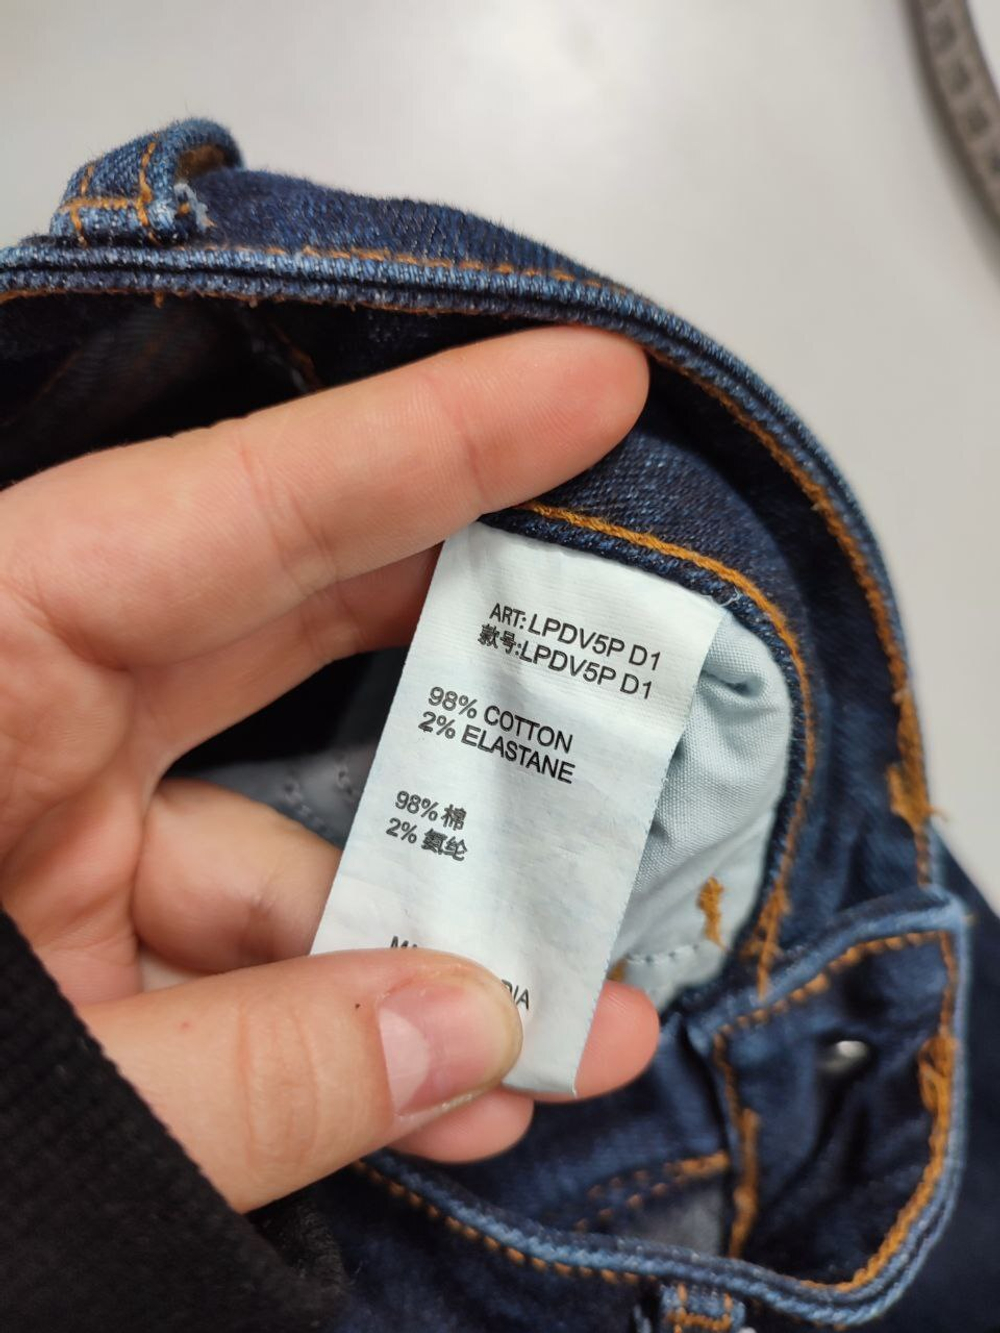 ART: LPDV5P D1
款号:LPDV5P D1
98% COTTON
2% ELASTANE
98% 棉
2% 氨纶